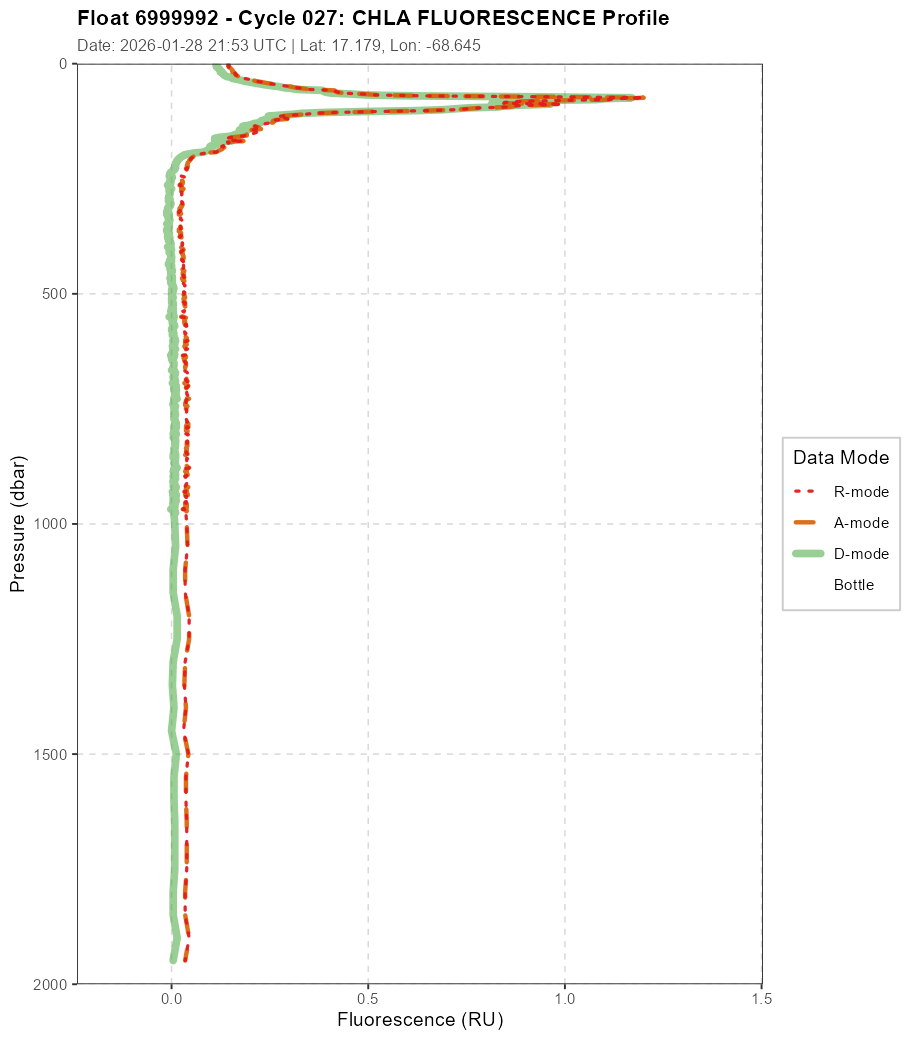 Float 6999992 - Cycle 027: CHLA FLUORESCENCE Profile
Date: 2026-01-28 21:53 UTC | Lat: 17.179, Lon: -68.645
0
500
1000
1500
2000
Pressure (dbar)
0.0
0.5
1.0
1.5
Fluorescence (RU)
Data Mode
R-mode
A-mode
D-mode
Bottle